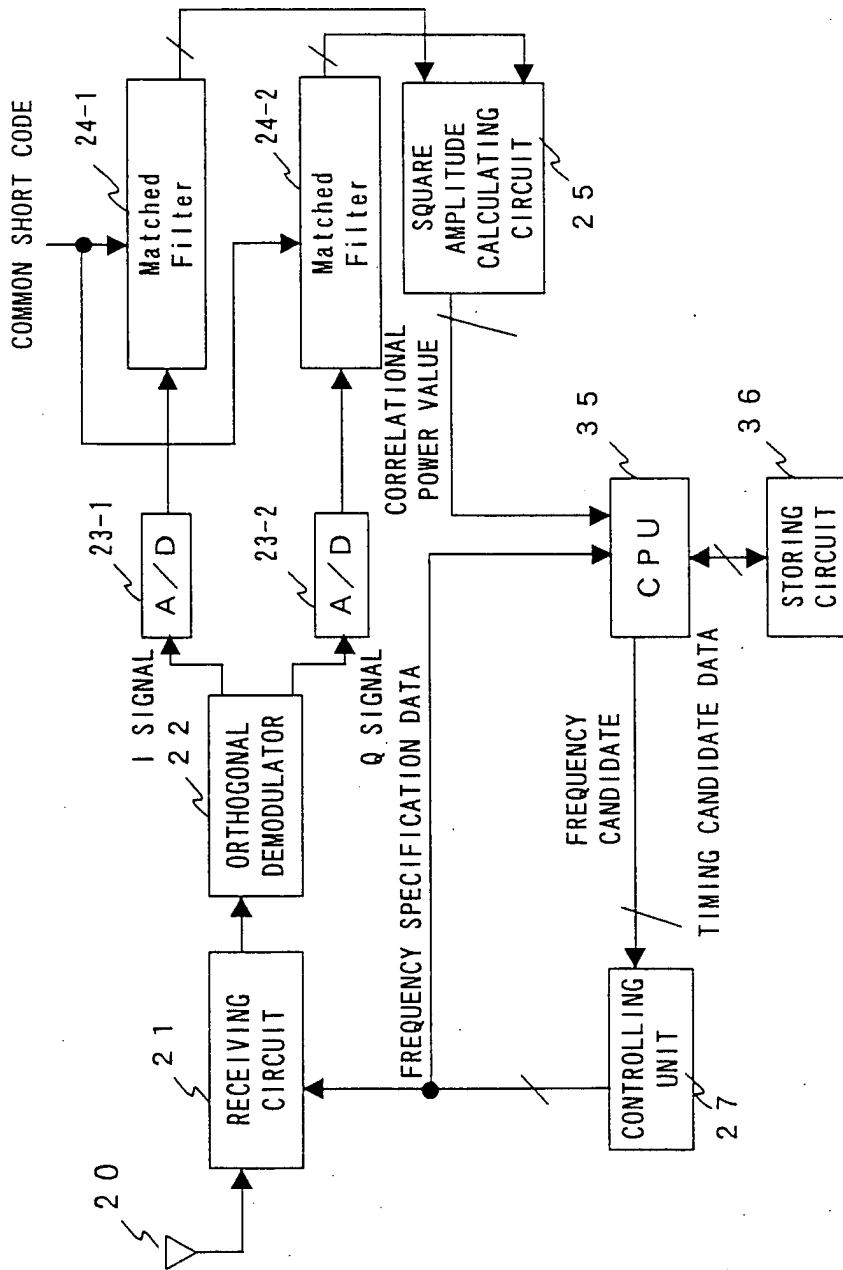 COMMON SHORT CODE
24-1
Matched
Filter
24-2
Matched
Filter
SQUARE
AMPLITUDE
CALCULATING
CIRCUIT
25
23-1
A/D
23-2
A/D
I SIGNAL
Q SIGNAL
22
ORTHOGONAL
DEMODULATOR
21
RECEIVING
CIRCUIT
20
CORRELATIONAL
POWER VALUE
FREQUENCY SPECIFICATION DATA
35
CPU
36
STORING
CIRCUIT
FREQUENCY
CANDIDATE
TIMING CANDIDATE DATA
CONTROLLING
UNIT
27